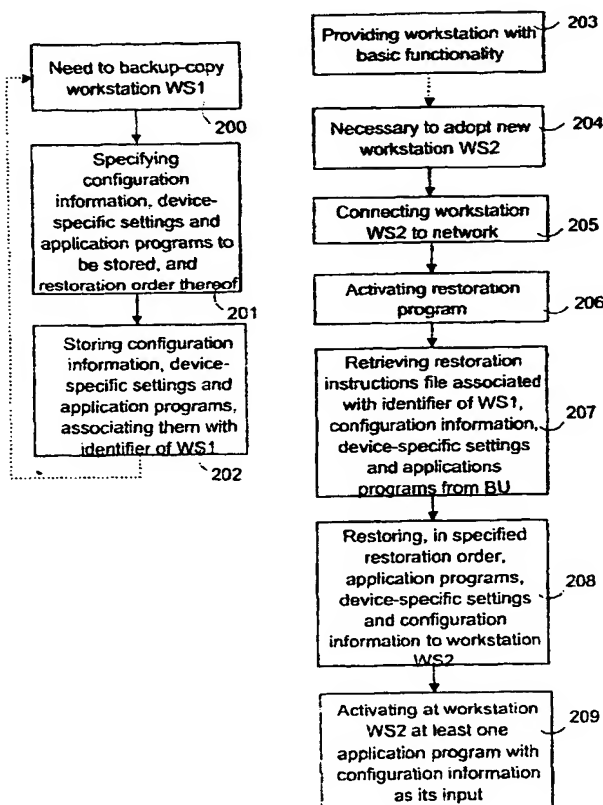 Need to backup-copy
workstation WS1
200
Specifying
configuration
information, device-
specific settings and
application programs to
be stored, and
restoration order thereof
201
Storing configuration
information, device-
specific settings and
application programs,
associating them with
identifier of WS1
202
Providing workstation with
basic functionality
203
Necessary to adopt new
workstation WS2
204
Connecting workstation
WS2 to network
205
Activating restoration
program
206
Retrieving restoration
instructions file associated
with identifier of WS1,
configuration information,
device-specific settings
and applications
programs from BU
207
Restoring, in specified
restoration order,
application programs,
device-specific settings
and configuration
information to workstation
WS2
208
Activating at workstation
WS2 at least one
application program with
configuration information
as its input
209